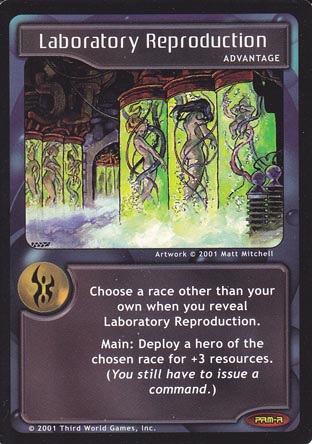 Laboratory Reproduction
ADVANTAGE
Artwork © 2001 Matt Mitchell
Choose a race other than your
own when you reveal
Laboratory Reproduction.
Main: Deploy a hero of the
chosen race for +3 resources.
(You still have to issue a
command.)
© 2001 Third World Games, Inc.
PRM-R